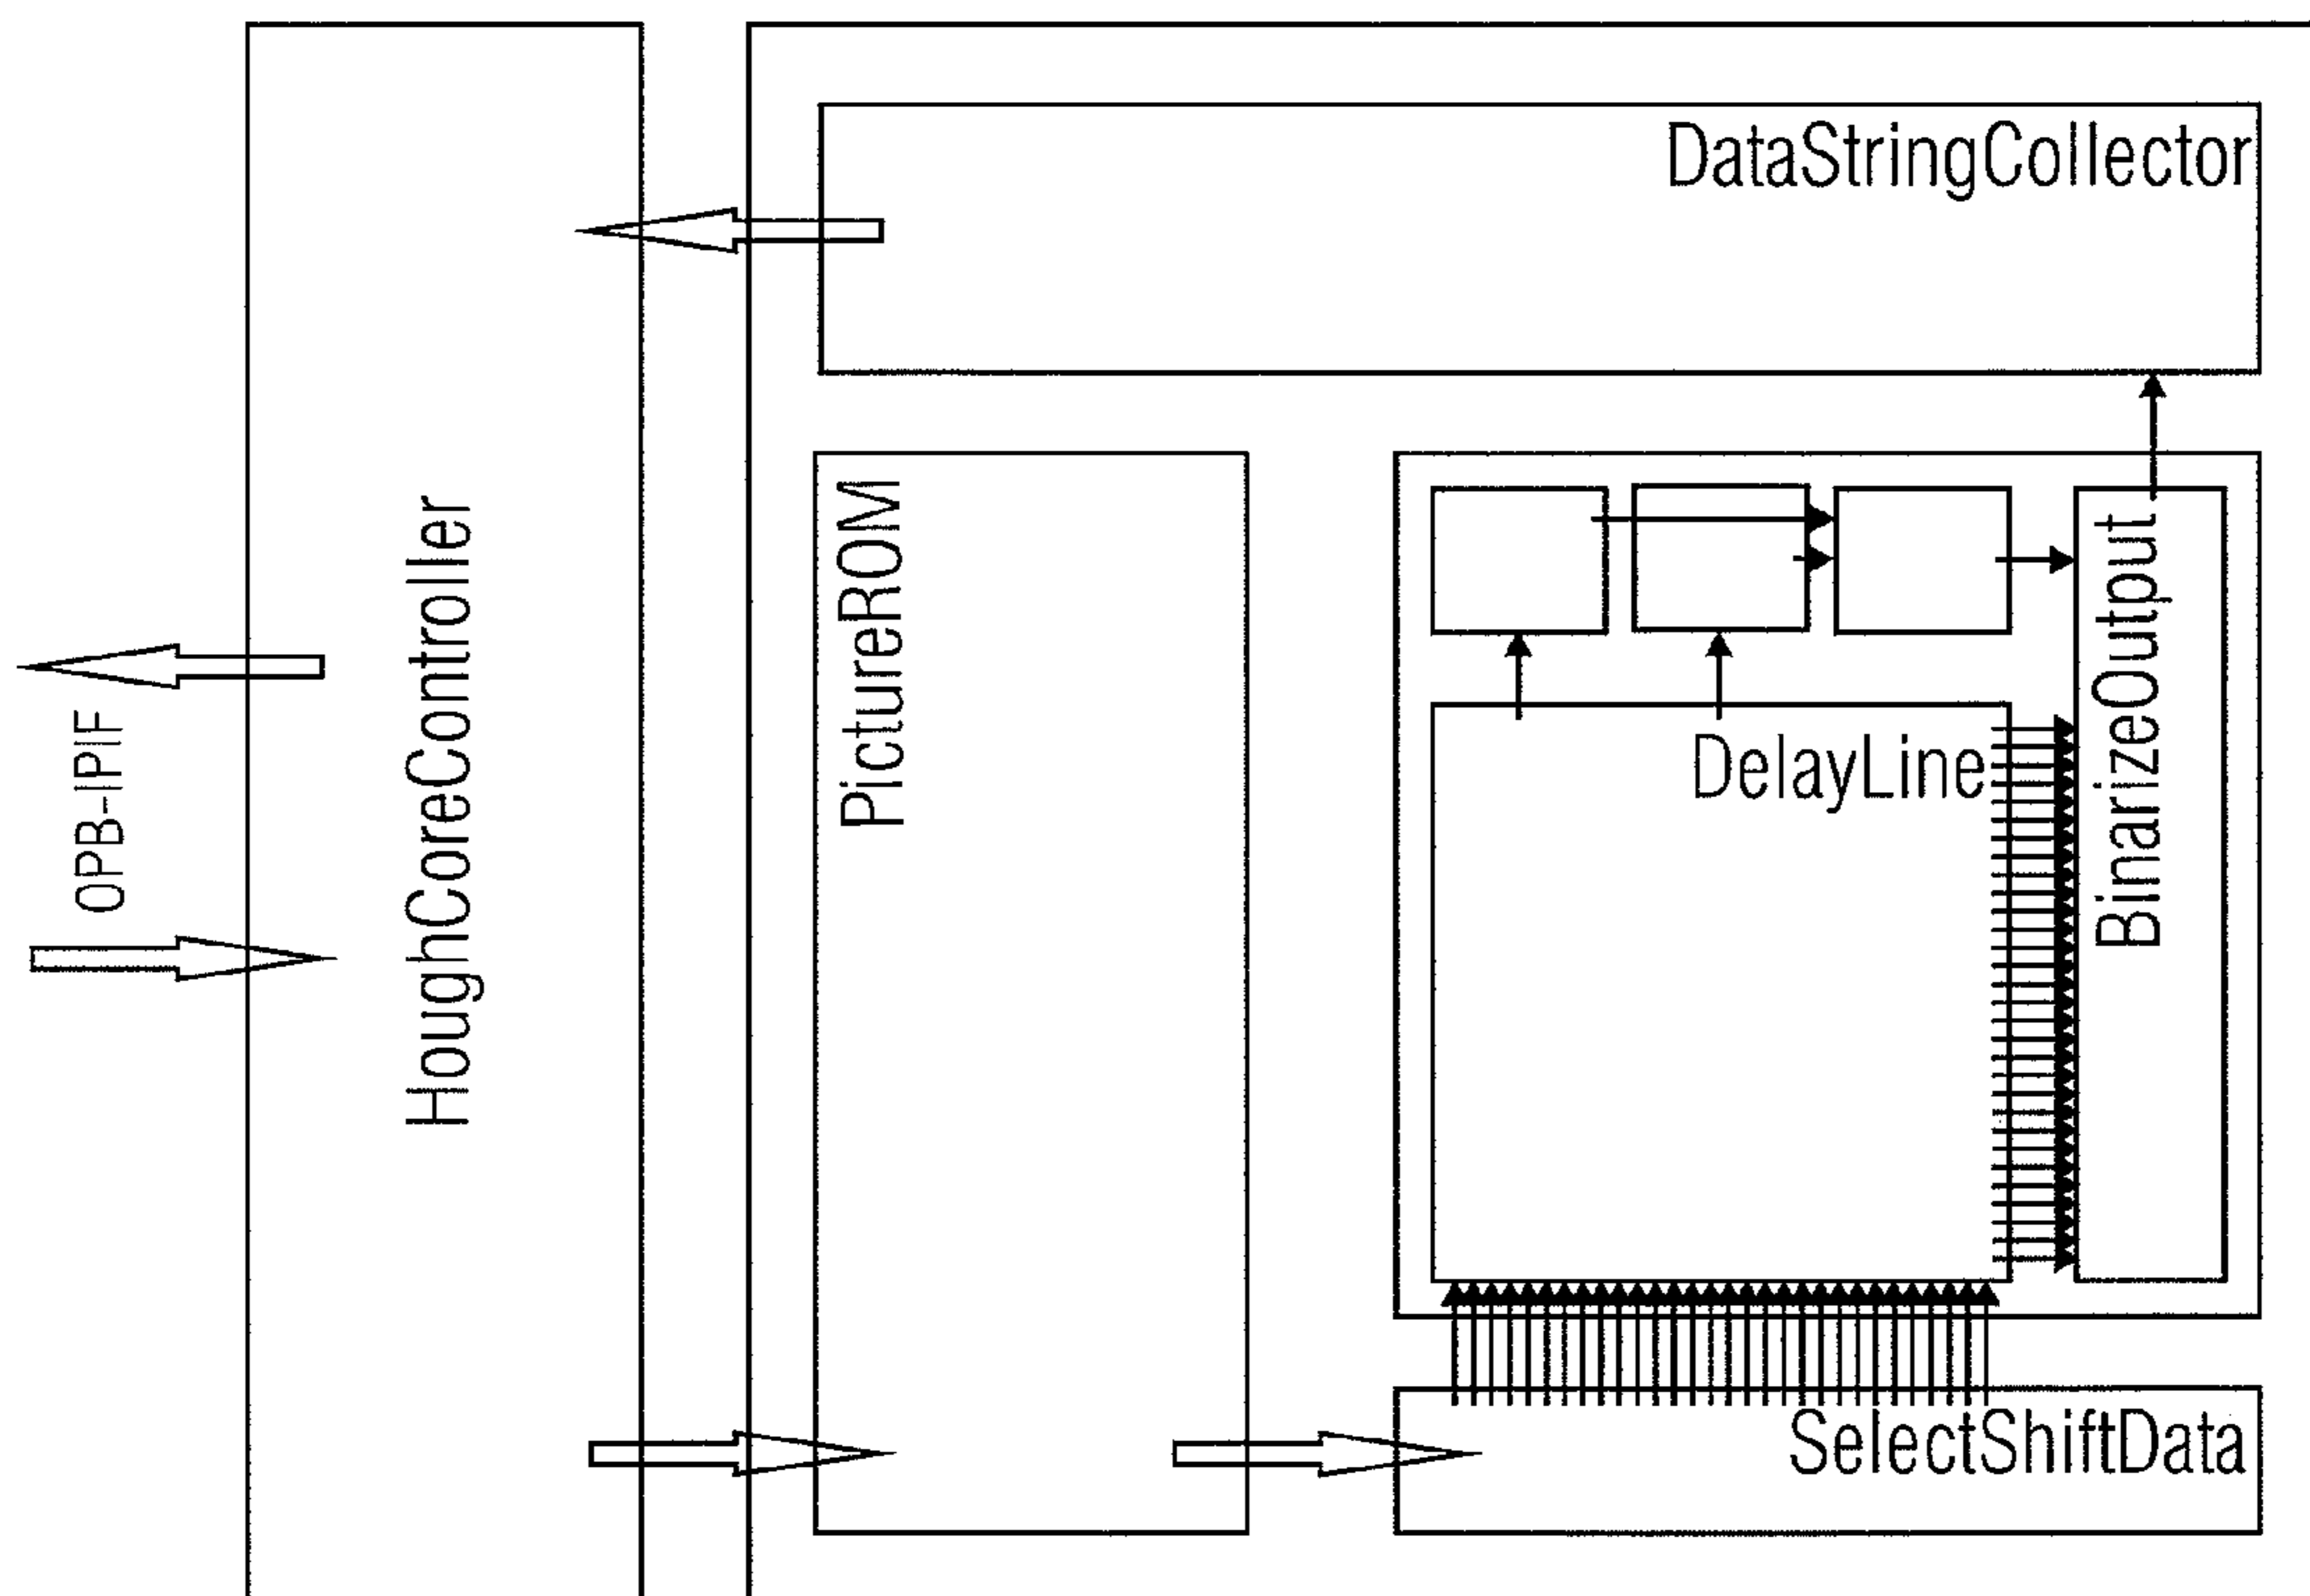 DataStringCollector
OPB-IPIF
HoughCoreController
PictureROM
DelayLine
BinarizeOutput
SelectShiftData